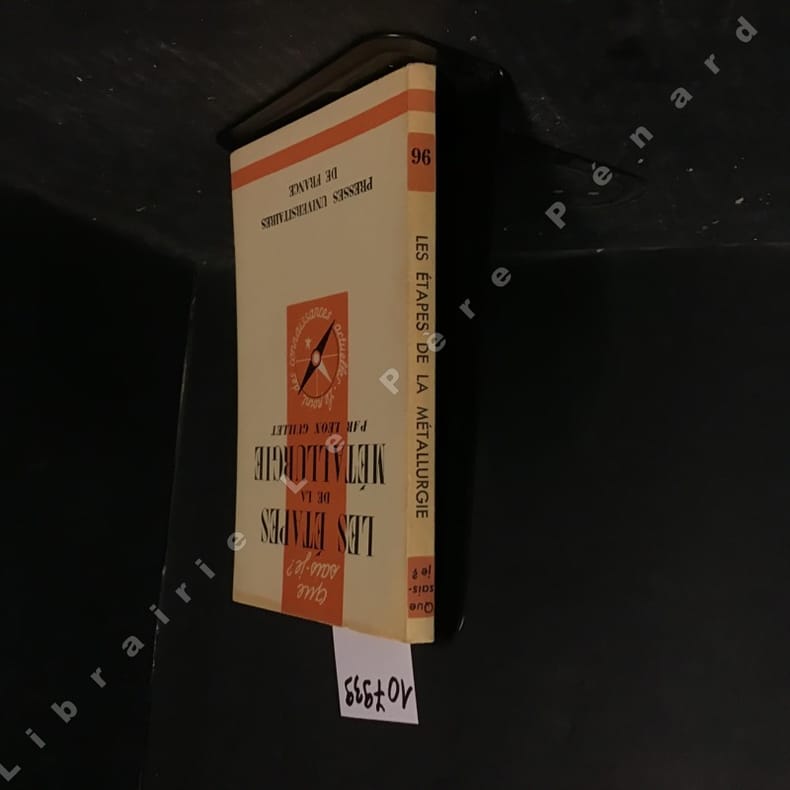 que
sais-je?
LES ÉTAPES
DE LA
MÉTALLURGIE
PAR LÉON GUILLET
le point des connaissances actuelles
PRESSES UNIVERSITAIRES
DE FRANCE
Que
sais-
je?
LES ÉTAPES DE LA MÉTALLURGIE
96
107939
Librairie Le Père Pénard